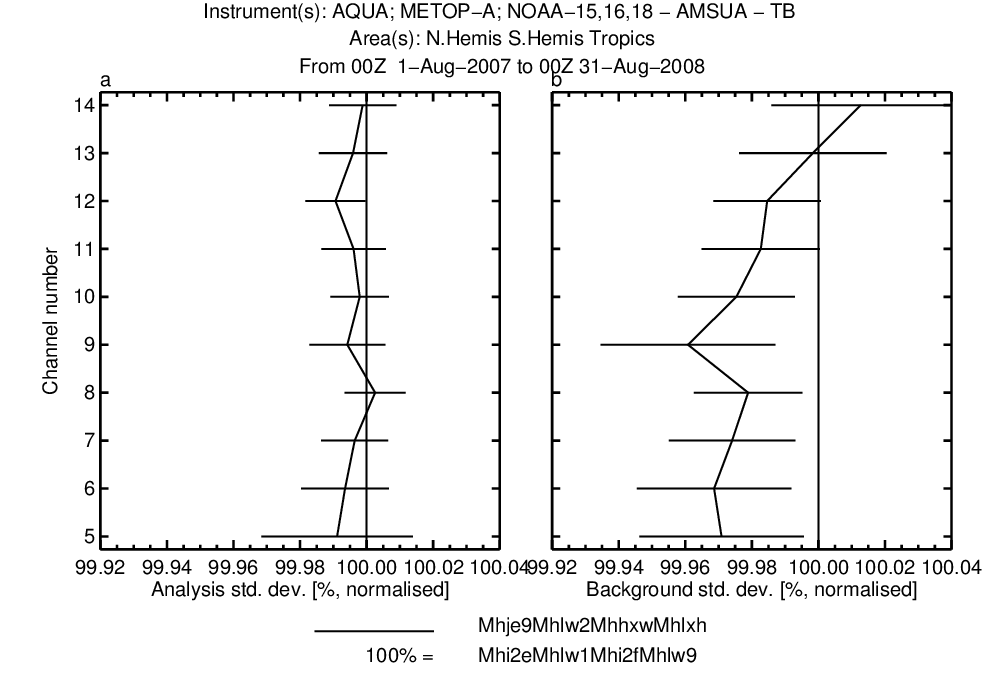 Instrument(s): AQUA; METOP−A; NOAA−15,16,18 − AMSUA − TB
Area(s): N.Hemis S.Hemis Tropics
From 00Z 1−Aug−2007 to 00Z 31−Aug−2008
a
b
14
13
12
11
10
9
8
7
6
5
Channel number
99.92 99.94 99.96 99.98 100.00 100.02 100.04
99.92 99.94 99.96 99.98 100.00 100.02 100.04
Analysis std. dev. [%, normalised]
Background std. dev. [%, normalised]
Mhje9Mhlw2MhhxwMhlxh
100% = Mhi2eMhlw1Mhi2fMhlw9